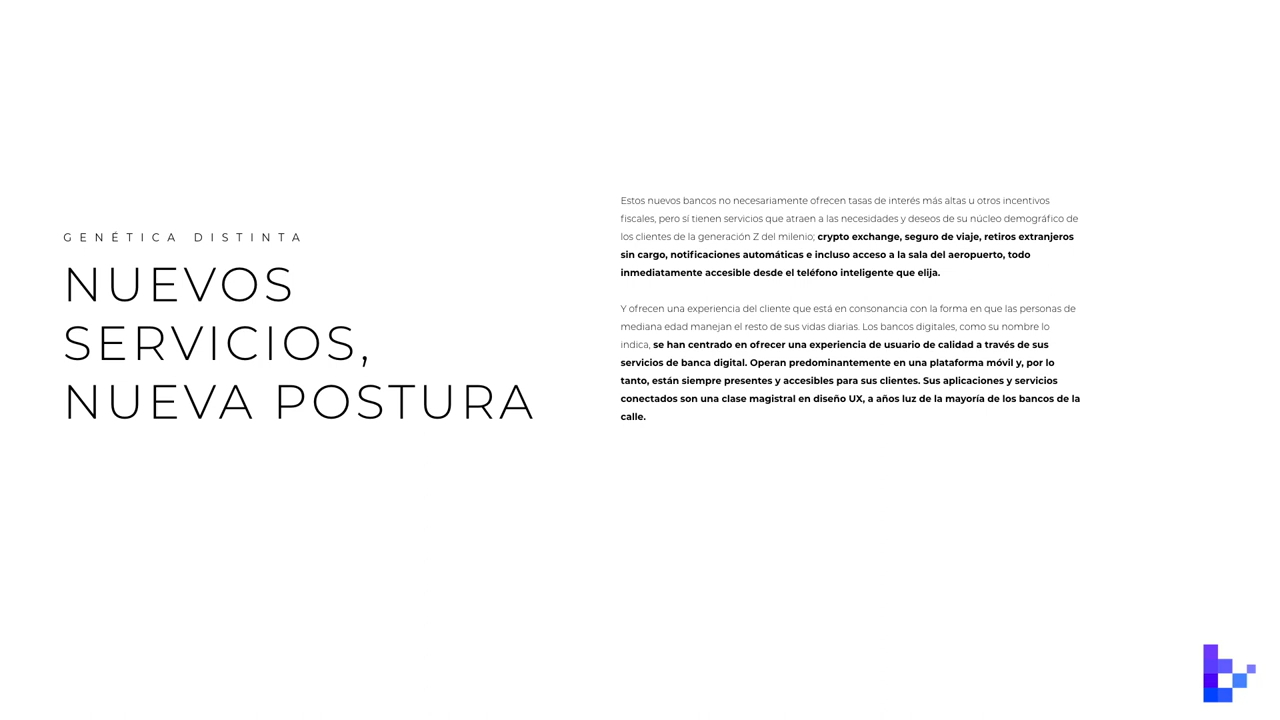 GENÉTICA DISTINTA
NUEVOS
SERVICIOS,
NUEVA POSTURA
Estos nuevos bancos no necesariamente ofrecen tasas de interés más altas u otros incentivos
fiscales, pero sí tienen servicios que atraen a las necesidades y deseos de su núcleo demográfico de
los clientes de la generación Z del milenio; crypto exchange, seguro de viaje, retiros extranjeros
sin cargo, notificaciones automáticas e incluso acceso a la sala del aeropuerto, todo
inmediatamente accesible desde el teléfono inteligente que elija.
Y ofrecen una experiencia del cliente que está en consonancia con la forma en que las personas de
mediana edad manejan el resto de sus vidas diarias. Los bancos digitales, como su nombre lo
indica, se han centrado en ofrecer una experiencia de usuario de calidad a través de sus
servicios de banca digital. Operan predominantemente en una plataforma móvil y, por lo
tanto, están siempre presentes y accesibles para sus clientes. Sus aplicaciones y servicios
conectados son una clase magistral en diseño UX, a años luz de la mayoría de los bancos de la
calle.